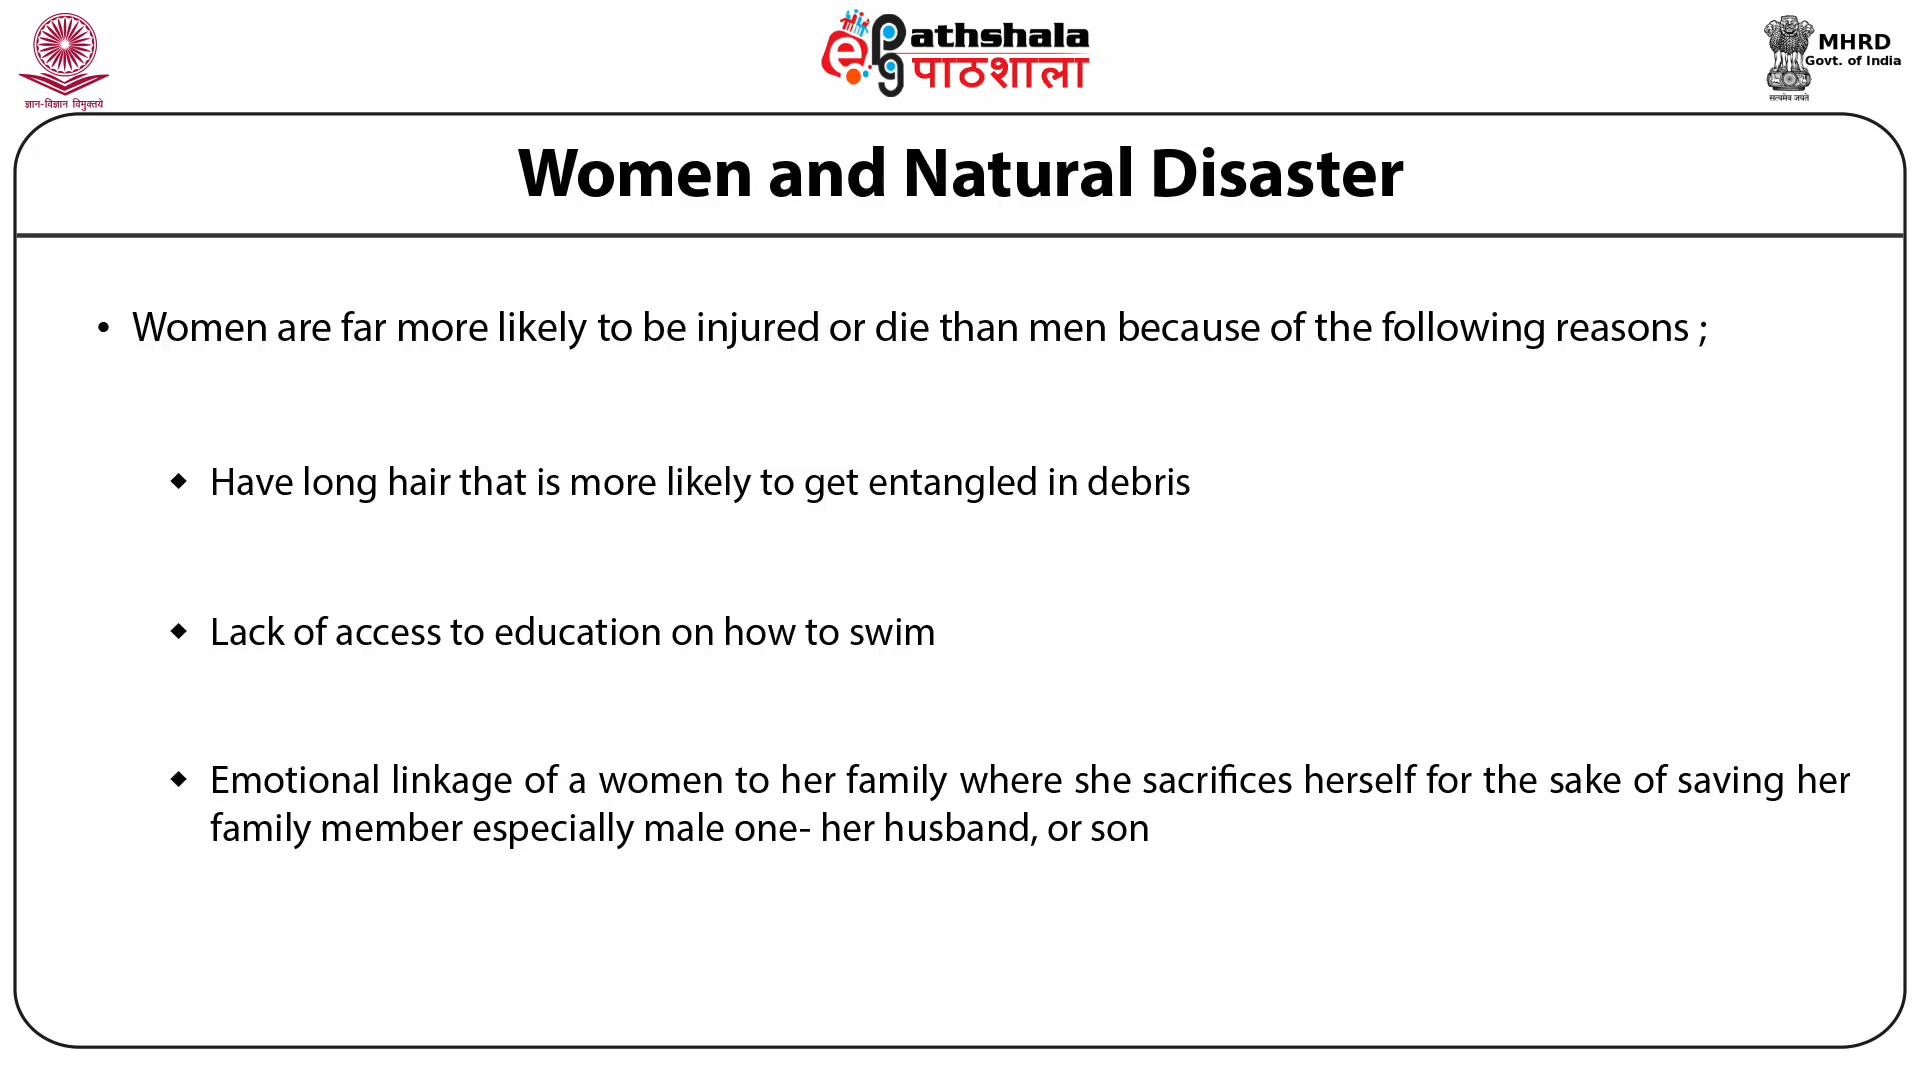 ज्ञान-विज्ञान विमुक्तये
e Pg athshala
पाठशाला
MHRD
Govt. of India
सत्यमेव जयते
Women and Natural Disaster
• Women are far more likely to be injured or die than men because of the following reasons ;
◆ Have long hair that is more likely to get entangled in debris
◆ Lack of access to education on how to swim
◆ Emotional linkage of a women to her family where she sacrifices herself for the sake of saving her
family member especially male one- her husband, or son